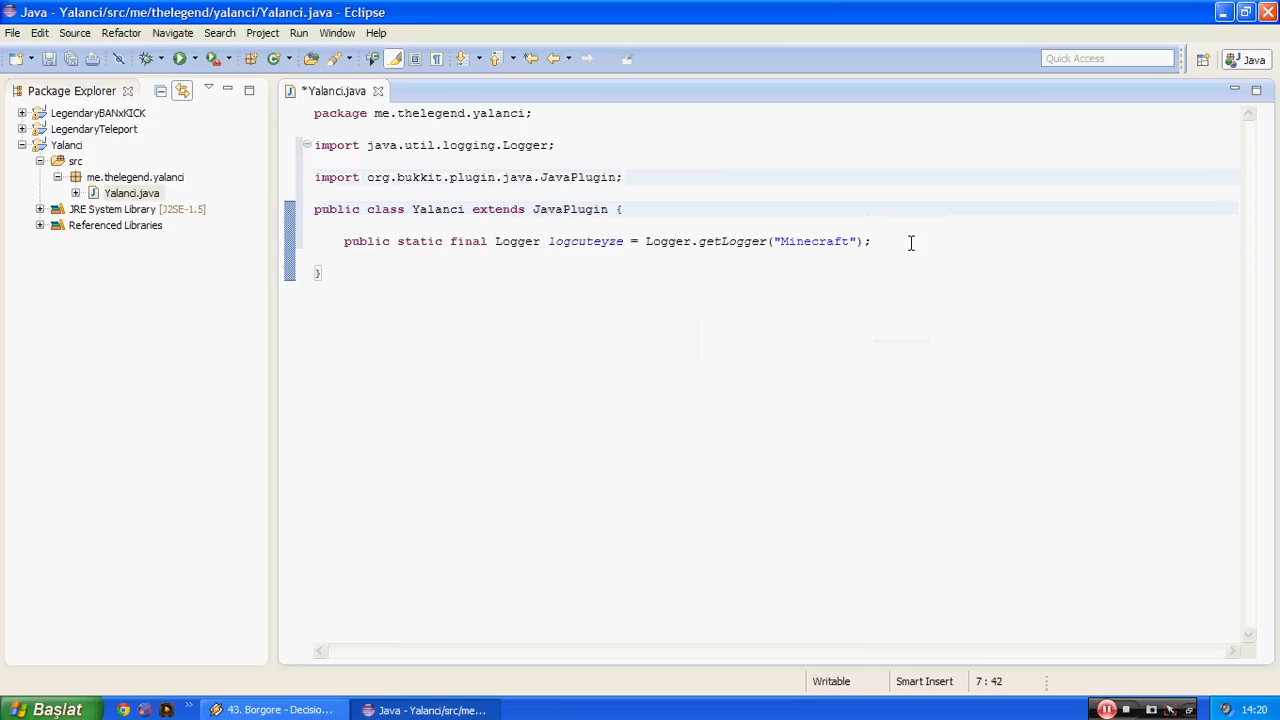 Java - Yalanci/src/me/thelegend/yalanci/Yalanci.java - Eclipse
File Edit Source Refactor Navigate Search Project Run Window Help
Quick Access
Java
Package Explorer
LegendaryBANxKICK
LegendaryTeleport
Yalanci
src
me.thelegend.yalanci
Yalanci.java
JRE System Library [J2SE-1.5]
Referenced Libraries
*Yalanci.java
package me.thelegend.yalanci;
import java.util.logging.Logger;
import org.bukkit.plugin.java.JavaPlugin;
public class Yalanci extends JavaPlugin {
public static final Logger logcuteyze = Logger.getLogger("Minecraft");
}
Writable Smart Insert 7 : 42
Başlat
43. Borgore - Decisio...
Java - Yalanci/src/me...
14:20